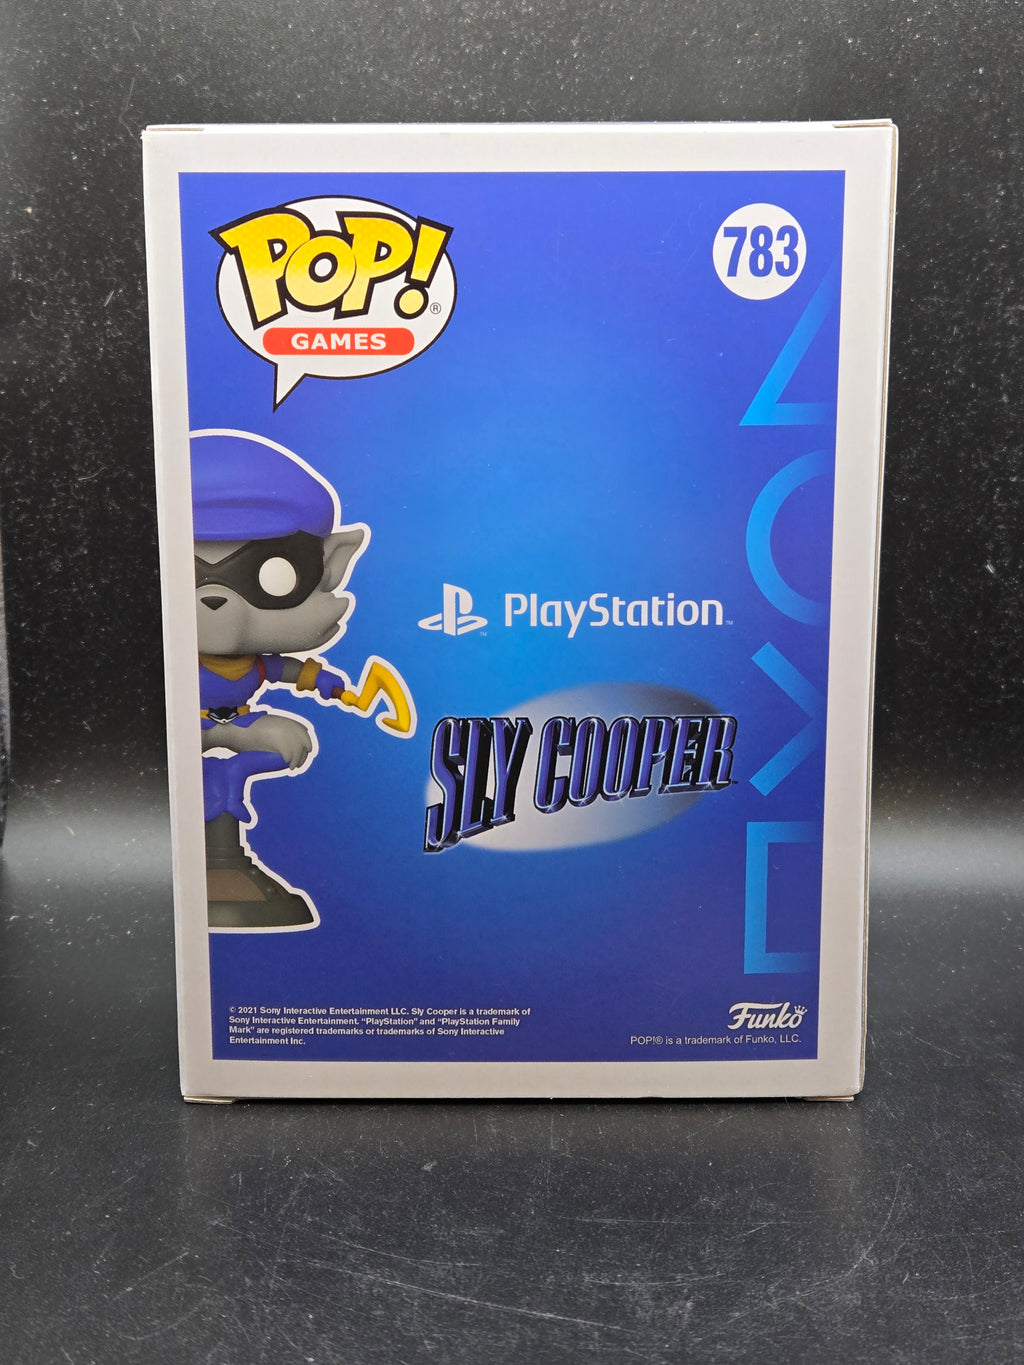 POP!®
GAMES
783
PlayStation™
SLY COOPER™
© 2021 Sony Interactive Entertainment LLC. Sly Cooper is a trademark of
Sony Interactive Entertainment. "PlayStation" and "PlayStation Family
Mark" are registered trademarks or trademarks of Sony Interactive
Entertainment Inc.
Funko
POP!® is a trademark of Funko, LLC.